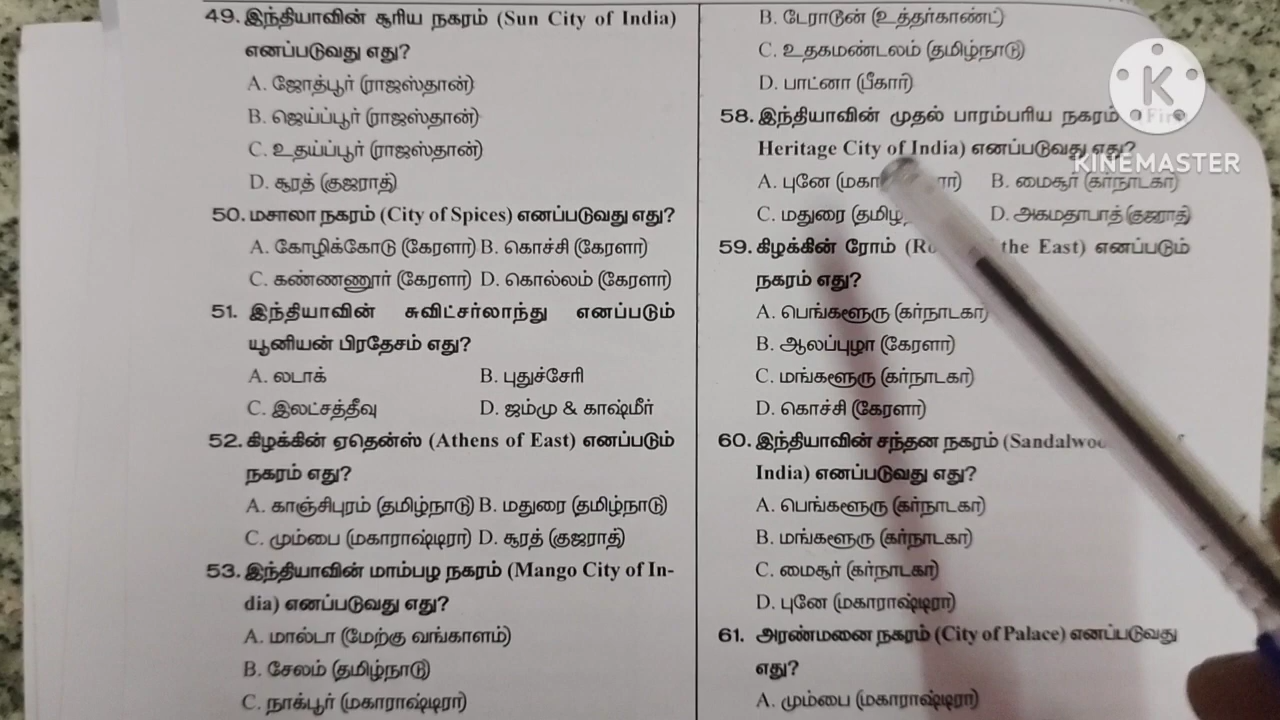 49. இந்தியாவின் சூரிய நகரம் (Sun City of India)
எனப்படுவது எது?
A. ஜோத்பூர் (ராஜஸ்தான்)
B. ஜெய்ப்பூர் (ராஜஸ்தான்)
C. உதய்ப்பூர் (ராஜஸ்தான்)
D. சூரத் (குஜராத்)
50. மசாலா நகரம் (City of Spices) எனப்படுவது எது?
A. கோழிக்கோடு (கேரளா) B. கொச்சி (கேரளா)
C. கண்ணணூர் (கேரளா) D. கொல்லம் (கேரளா)
51. இந்தியாவின் சுவிட்சர்லாந்து எனப்படும்
யூனியன் பிரதேசம் எது?
A. லடாக் B. புதுச்சேரி
C. இலட்சத்தீவு D. ஜம்மு & காஷ்மீர்
52. கிழக்கின் ஏதென்ஸ் (Athens of East) எனப்படும்
நகரம் எது?
A. காஞ்சிபுரம் (தமிழ்நாடு) B. மதுரை (தமிழ்நாடு)
C. மும்பை (மகாராஷ்டிரா) D. சூரத் (குஜராத்)
53. இந்தியாவின் மாம்பழ நகரம் (Mango City of In-
dia) எனப்படுவது எது?
A. மால்டா (மேற்கு வங்காளம்)
B. சேலம் (தமிழ்நாடு)
C. நாக்பூர் (மகாராஷ்டிரா)
B. டேராடூன் (உத்தர்காண்ட்)
C. உதகமண்டலம் (தமிழ்நாடு)
D. பாட்னா (பீகார்)
58. இந்தியாவின் முதல் பாரம்பரிய நகரம்
Heritage City of India) எனப்படுவது எது?
A. புனே B. மைசூர் (கர்நாடகா)
C. மதுரை D. அகமதாபாத் (குஜராத்)
59. கிழக்கின் ரோம் the East) எனப்படும்
நகரம் எது?
A. பெங்களூரு (கர்நாடகா)
B. ஆலப்புழா (கேரளா)
C. மங்களூரு (கர்நாடகா)
D. கொச்சி (கேரளா)
60. இந்தியாவின் சந்தன நகரம்
India) எனப்படுவது எது?
A. பெங்களூரு (கர்நாடகா)
B. மங்களூரு (கர்நாடகா)
C. மைசூர் (கர்நாடகா)
D. புனே (மகாராஷ்டிரா)
61. அரண்மனை நகரம் (City of Palace) எனப்படுவது
எது?
A. மும்பை (மகாராஷ்டிரா)
K
KINEMASTER